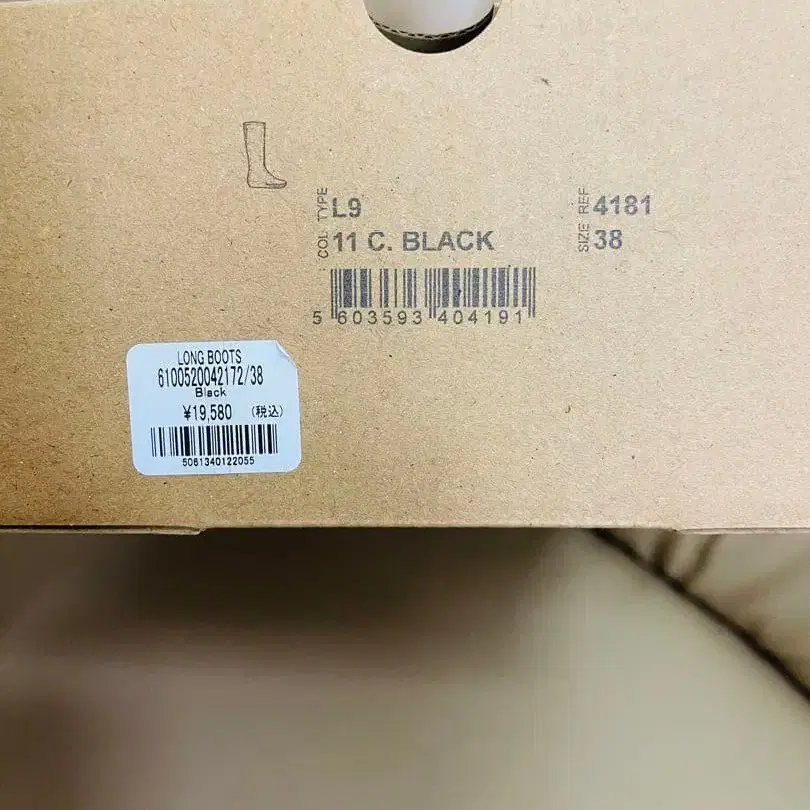 TYPE L9
REF 4181
COL 11 C. BLACK
SIZE 38
5 603593 404191
LONG BOOTS
6100520042172/38
Black
¥19,580 (税込)
5061340122055